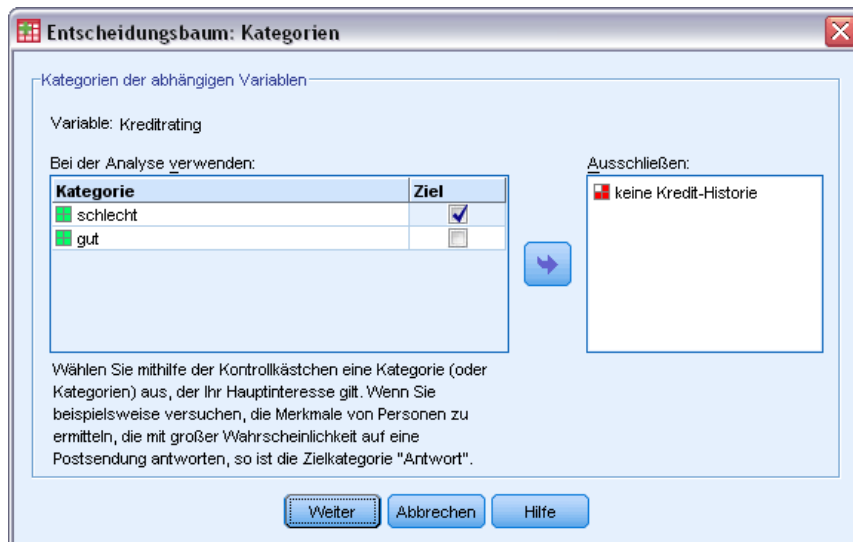 Entscheidungsbaum: Kategorien
Kategorien der abhängigen Variablen
Variable: Kreditrating
Bei der Analyse verwenden:
Ausschließen:
Kategorie Ziel
schlecht
gut
keine Kredit-Historie
Wählen Sie mithilfe der Kontrollkästchen eine Kategorie (oder
Kategorien) aus, der Ihr Hauptinteresse gilt. Wenn Sie
beispielsweise versuchen, die Merkmale von Personen zu
ermitteln, die mit großer Wahrscheinlichkeit auf eine
Postsendung antworten, so ist die Zielkategorie "Antwort".
Weiter Abbrechen Hilfe